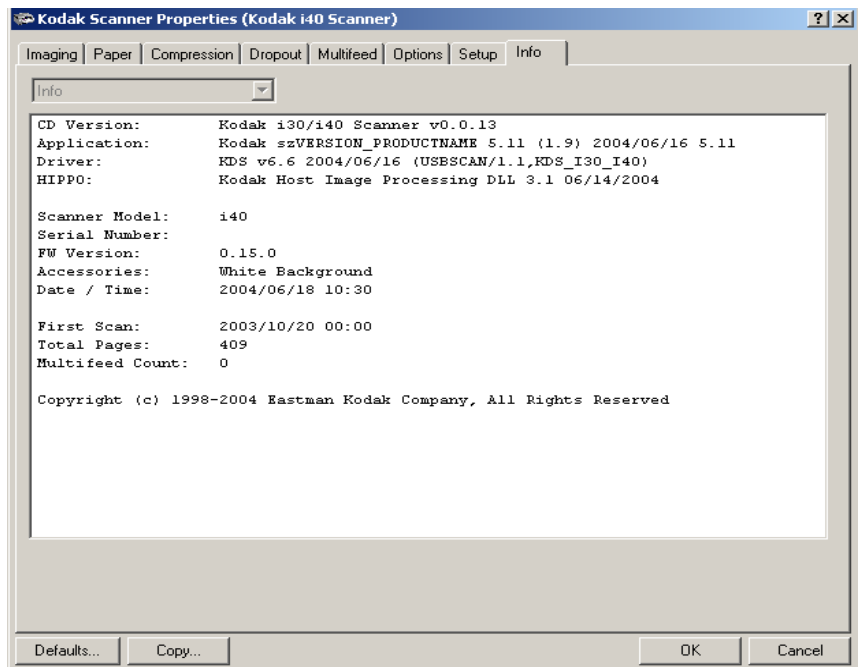 Kodak Scanner Properties (Kodak i40 Scanner)
Imaging Paper Compression Dropout Multifeed Options Setup Info
Info
CD Version: Kodak i30/i40 Scanner v0.0.13
Application: Kodak szVERSION_PRODUCTNAME 5.11 (1.9) 2004/06/16 5.11
Driver: KDS v6.6 2004/06/16 (USBSCAN/1.1,KDS_I30_I40)
HIPPO: Kodak Host Image Processing DLL 3.1 06/14/2004
Scanner Model: i40
Serial Number:
FW Version: 0.15.0
Accessories: White Background
Date / Time: 2004/06/18 10:30
First Scan: 2003/10/20 00:00
Total Pages: 409
Multifeed Count: 0
Copyright (c) 1998-2004 Eastman Kodak Company, All Rights Reserved
Defaults... Copy... OK Cancel